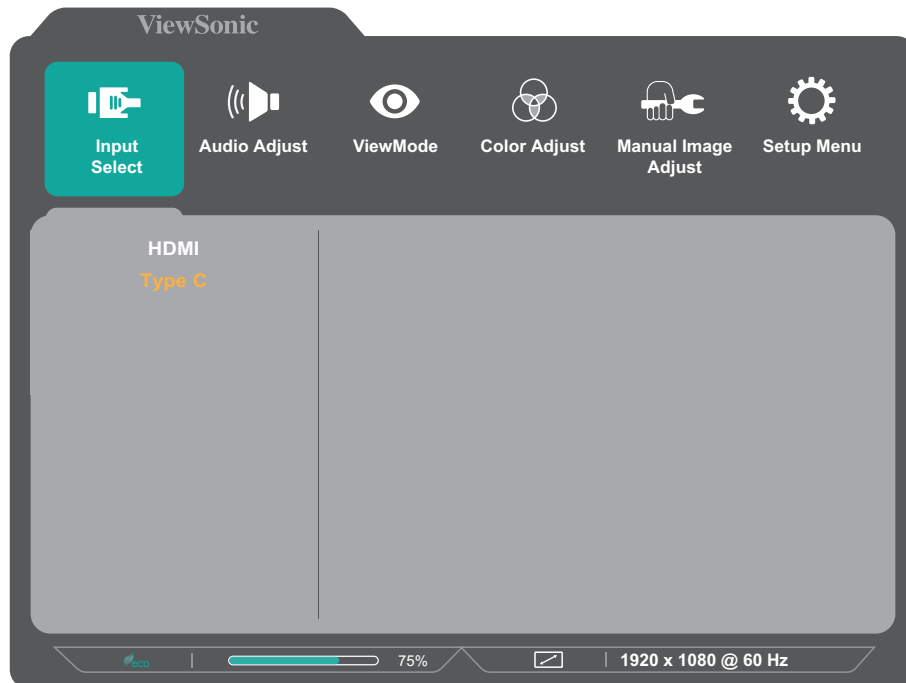 ViewSonic
Input
Select
Audio Adjust
ViewMode
Color Adjust
Manual Image
Adjust
Setup Menu
HDMI
Type C
eco
75%
1920 x 1080 @ 60 Hz